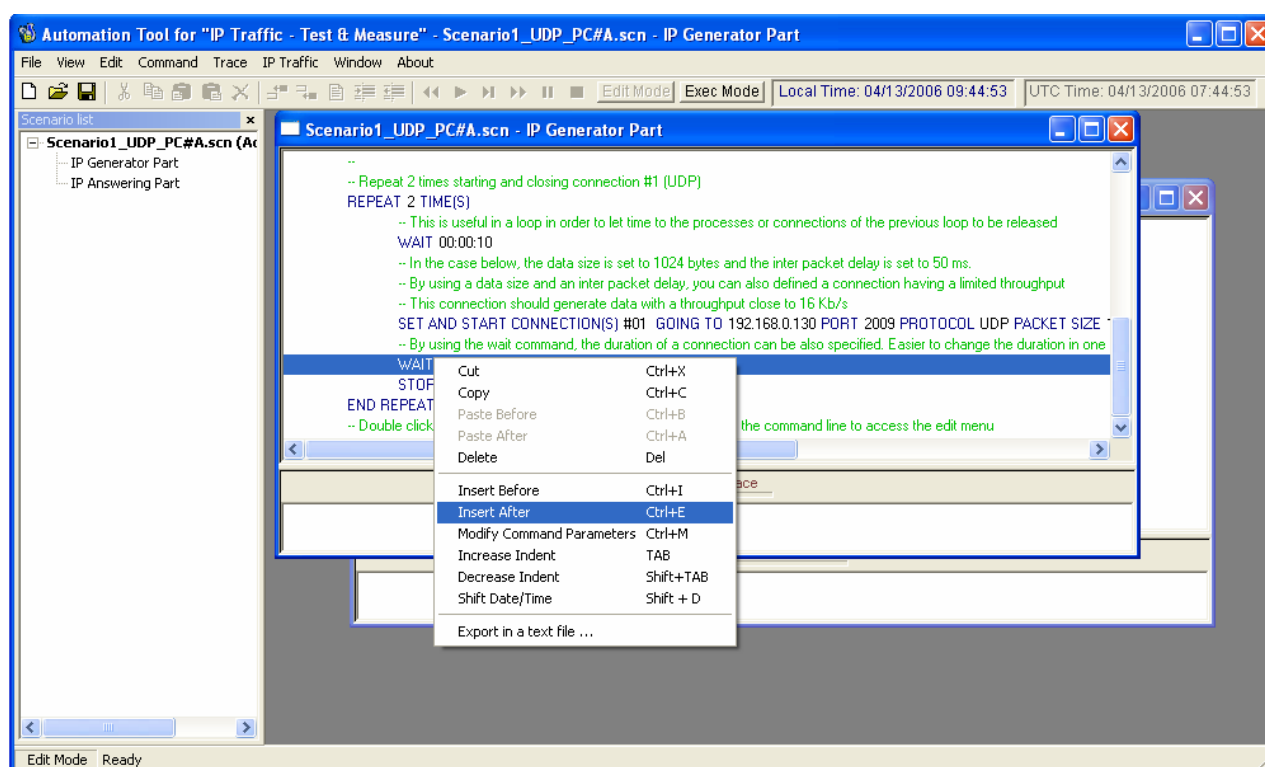 Automation Tool for "IP Traffic - Test & Measure" - Scenario1_UDP_PC#A.scn - IP Generator Part
File View Edit Command Trace IP Traffic Window About
Edit Mode Exec Mode Local Time: 04/13/2006 09:44:53 UTC Time: 04/13/2006 07:44:53
Scenario list
Scenario1_UDP_PC#A.scn
IP Generator Part
IP Answering Part
Scenario1_UDP_PC#A.scn - IP Generator Part
--
-- Repeat 2 times starting and closing connection #1 (UDP)
REPEAT 2 TIME(S)
-- This is useful in a loop in order to let time to the processes or connections of the previous loop to be released
WAIT 00:00:10
-- In the case below, the data size is set to 1024 bytes and the inter packet delay is set to 50 ms.
-- By using a data size and an inter packet delay, you can also defined a connection having a limited throughput
-- This connection should generate data with a throughput close to 16 Kb/s
SET AND START CONNECTION(S) #01 GOING TO 192.168.0.130 PORT 2009 PROTOCOL UDP PACKET SIZE
-- By using the wait command, the duration of a connection can be also specified. Easier to change the duration in one
WAIT
STOP
END REPEAT
-- Double click the command line to access the edit menu
Cut Ctrl+X
Copy Ctrl+C
Paste Before Ctrl+B
Paste After Ctrl+A
Delete Del
Insert Before Ctrl+I
Insert After Ctrl+E
Modify Command Parameters Ctrl+M
Increase Indent TAB
Decrease Indent Shift+TAB
Shift Date/Time Shift + D
Export in a text file ...
Edit Mode Ready